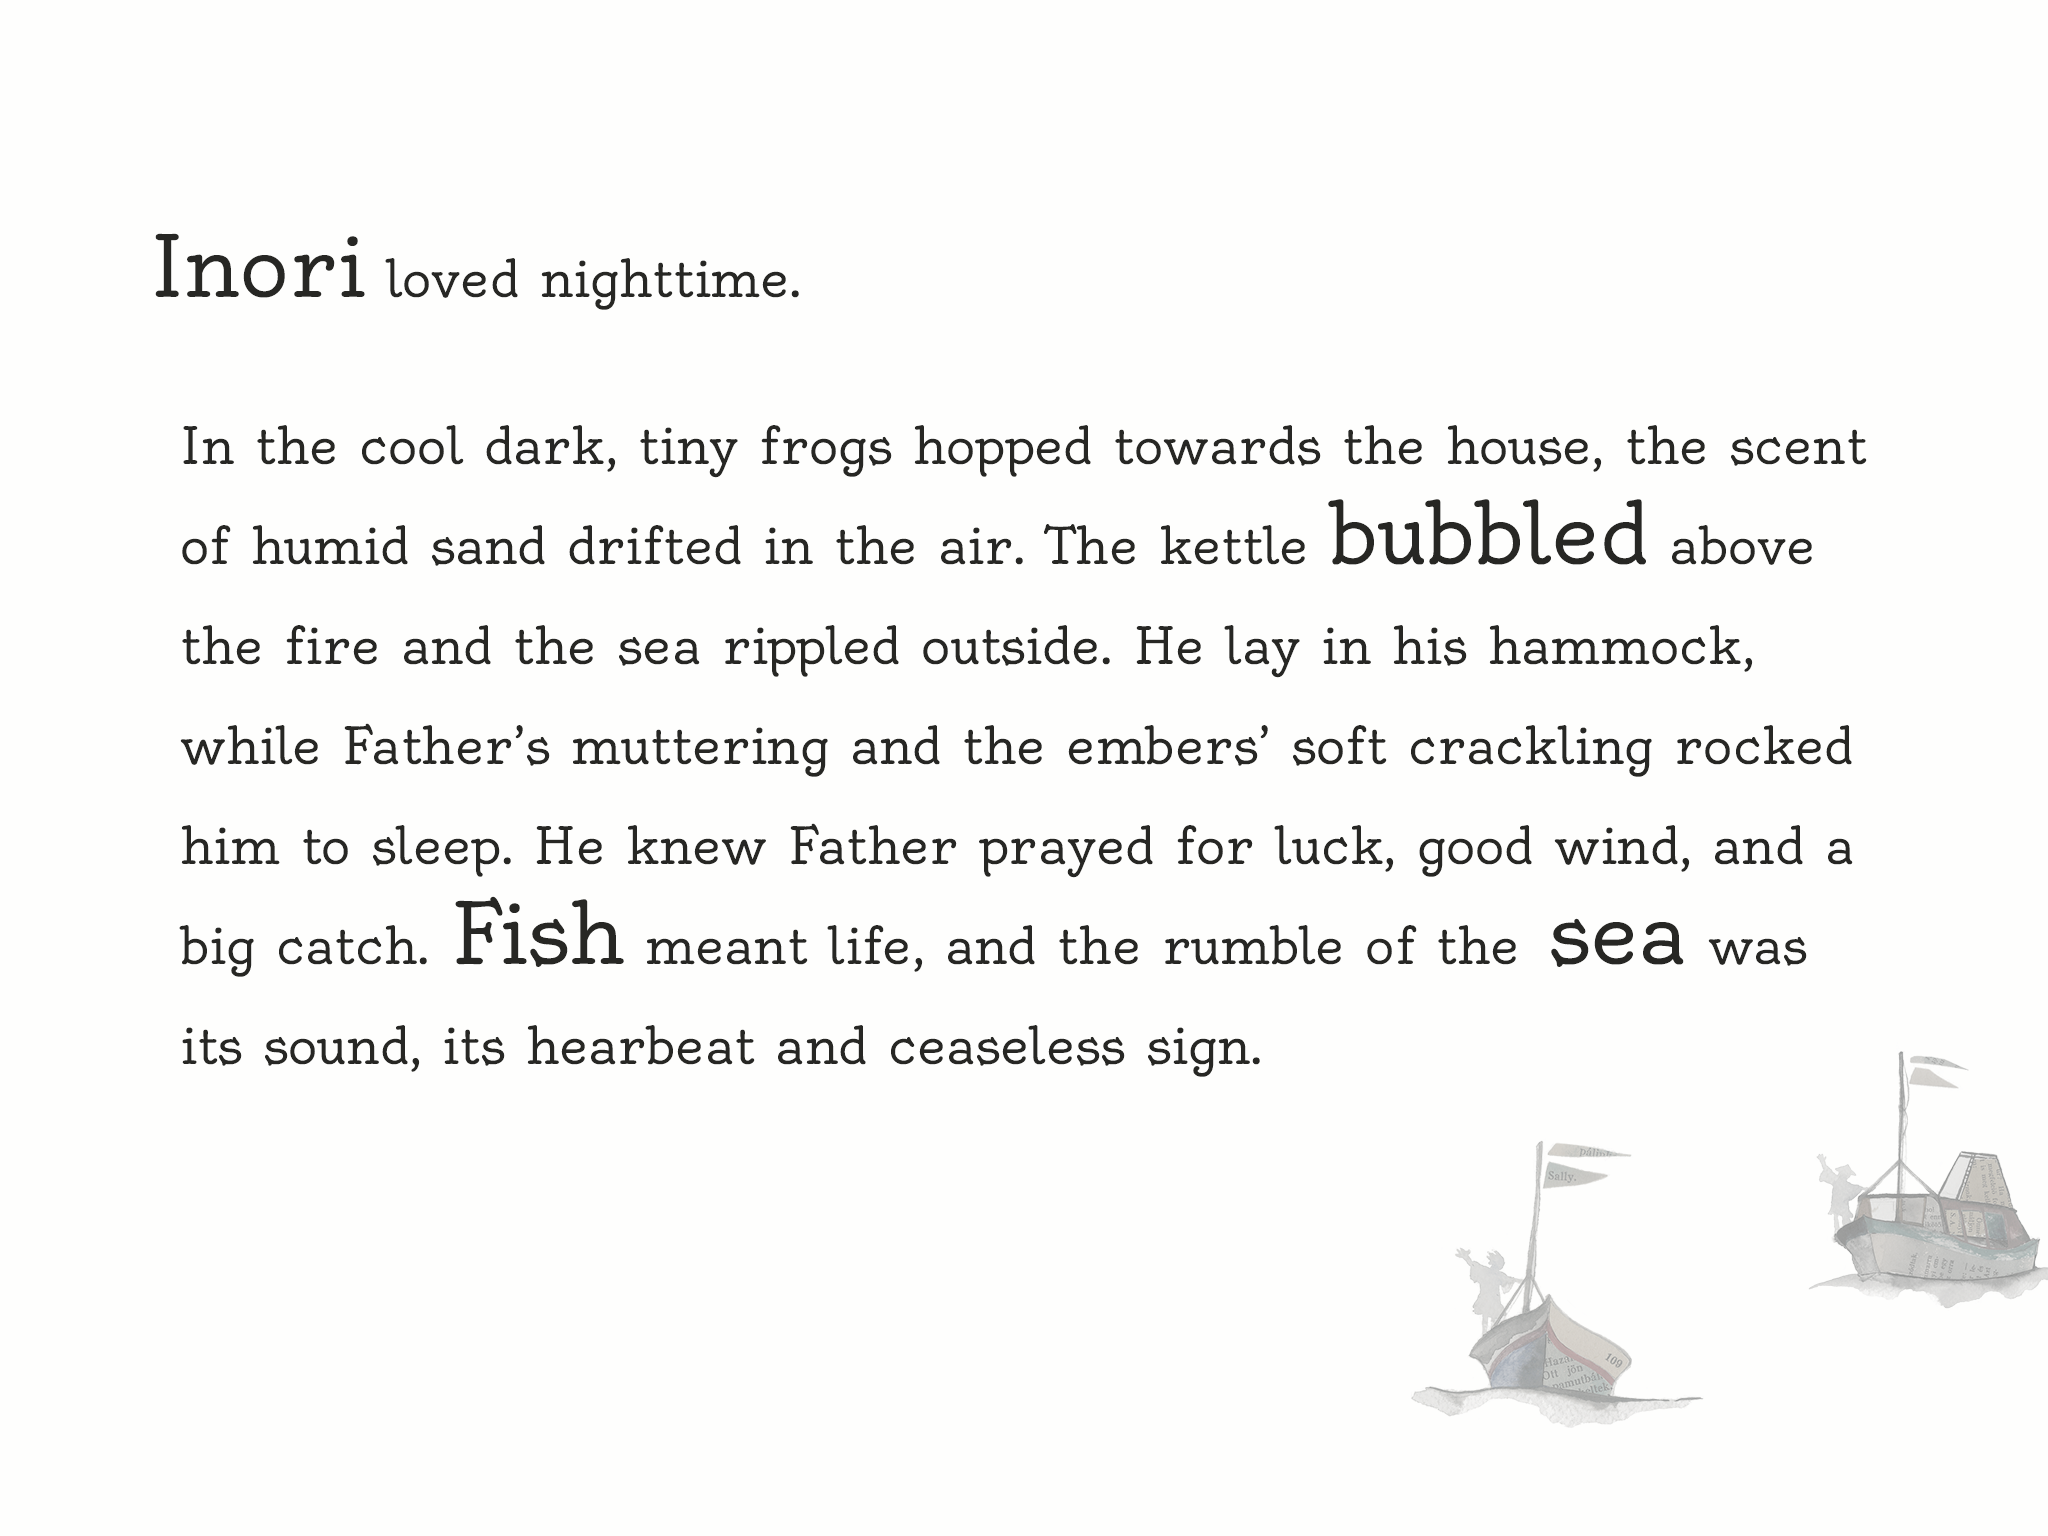 Inori loved nighttime.
In the cool dark, tiny frogs hopped towards the house, the scent
of humid sand drifted in the air. The kettle bubbled above
the fire and the sea rippled outside. He lay in his hammock,
while Father’s muttering and the embers’ soft crackling rocked
him to sleep. He knew Father prayed for luck, good wind, and a
big catch. Fish meant life, and the rumble of the sea was
its sound, its hearbeat and ceaseless sign.
Sally.
109
Ott jön